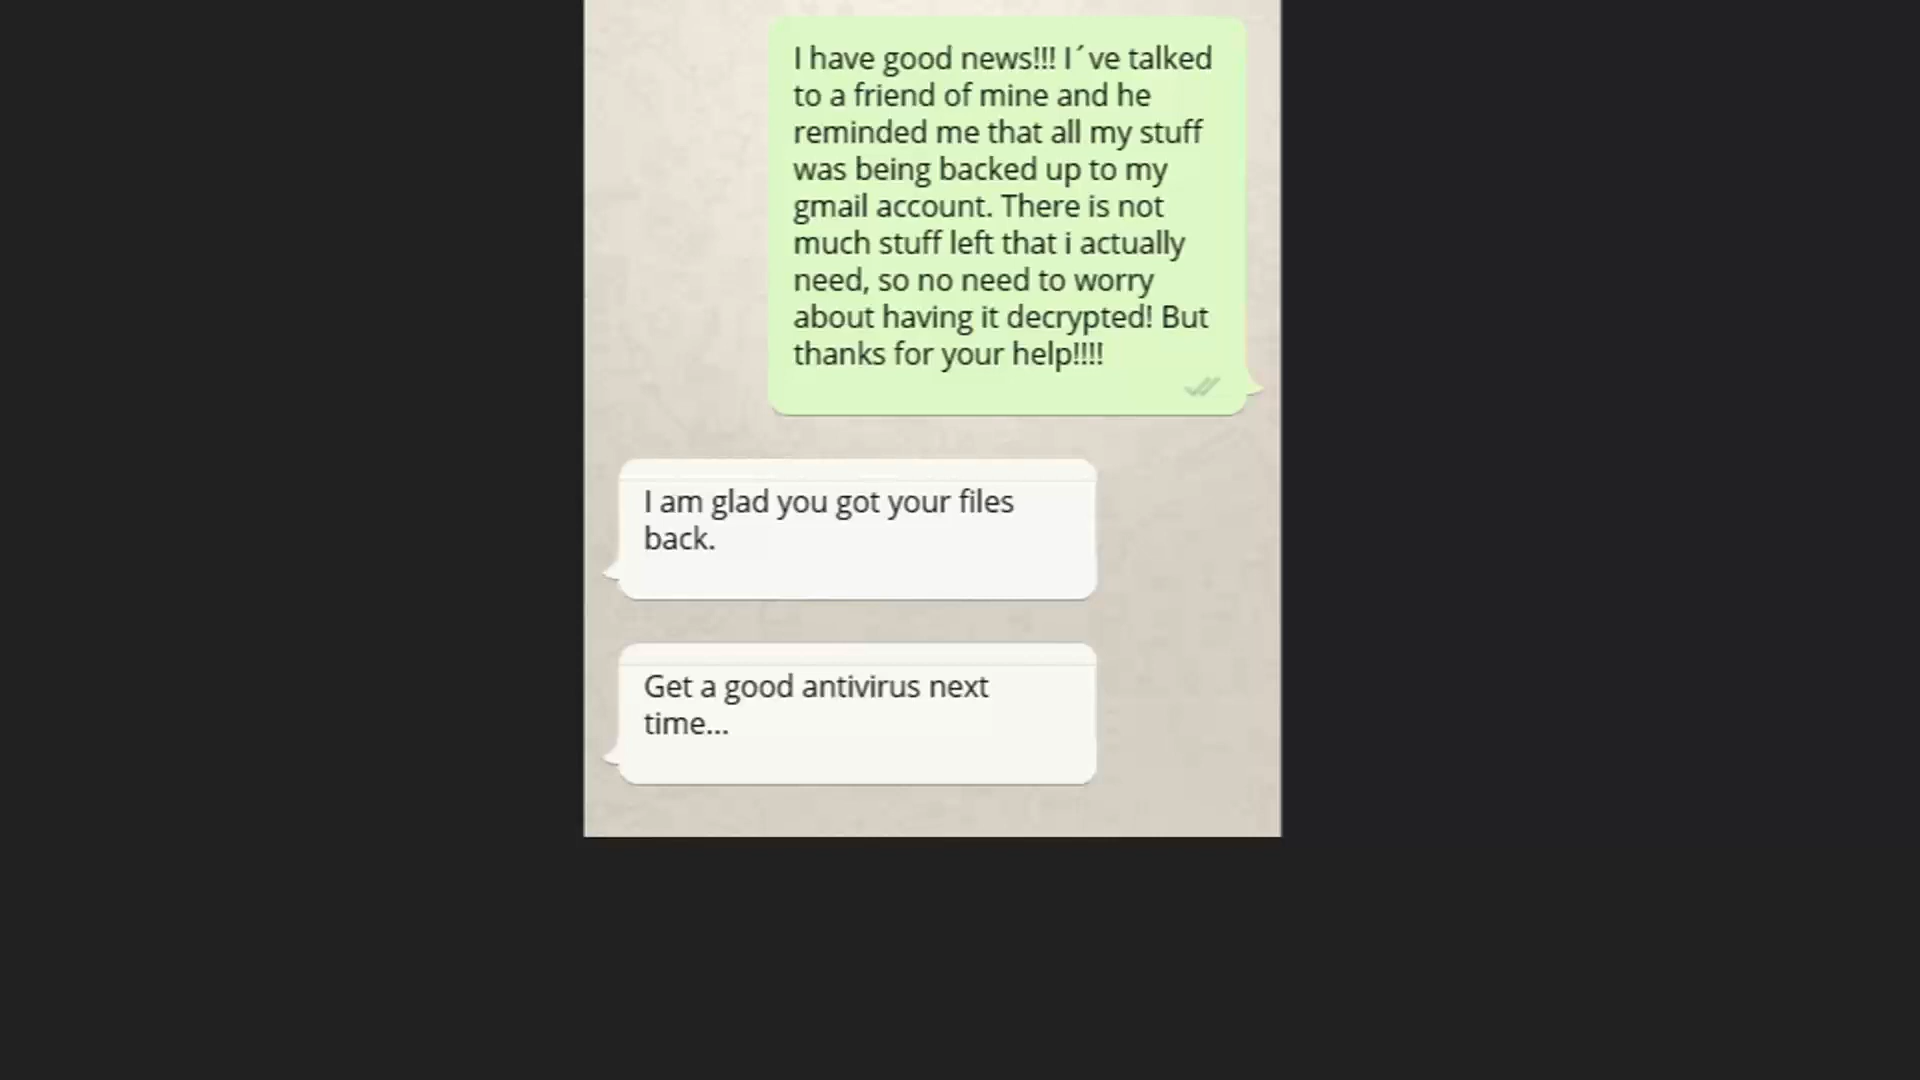 I have good news!!! I´ve talked
to a friend of mine and he
reminded me that all my stuff
was being backed up to my
gmail account. There is not
much stuff left that i actually
need, so no need to worry
about having it decrypted! But
thanks for your help!!!!
I am glad you got your files
back.
Get a good antivirus next
time...